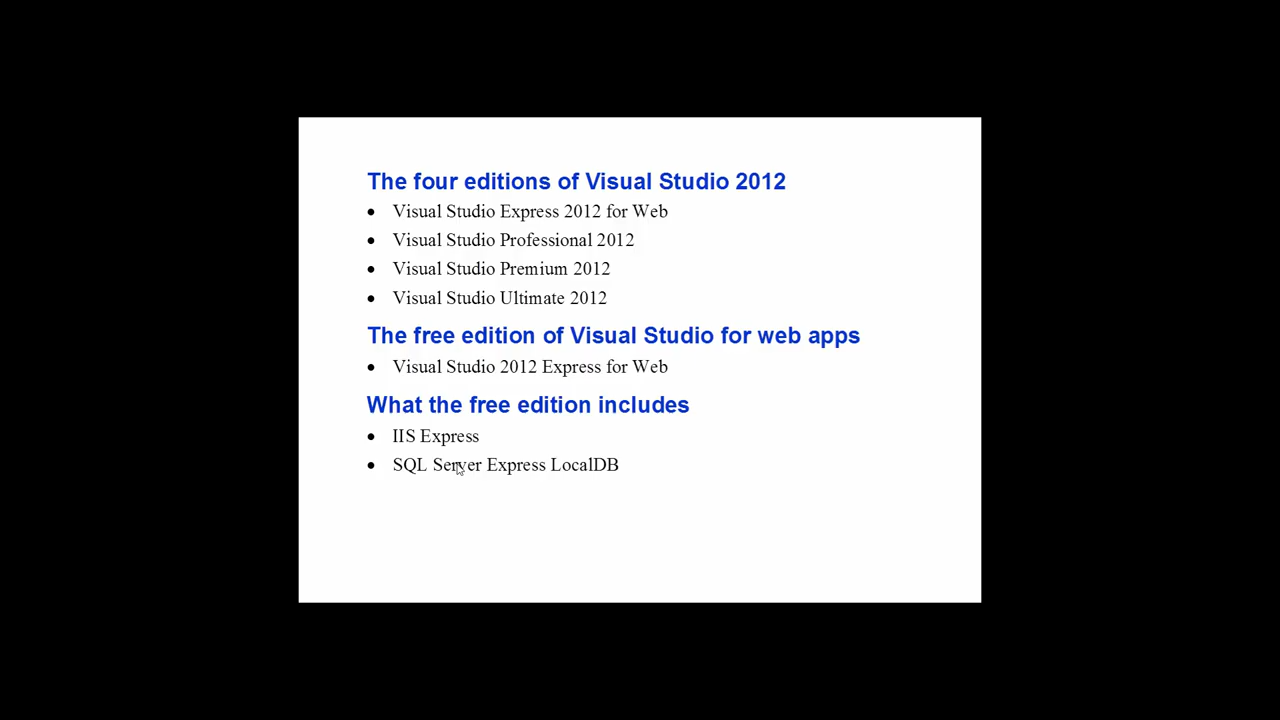 The four editions of Visual Studio 2012
• Visual Studio Express 2012 for Web
• Visual Studio Professional 2012
• Visual Studio Premium 2012
• Visual Studio Ultimate 2012
The free edition of Visual Studio for web apps
• Visual Studio 2012 Express for Web
What the free edition includes
• IIS Express
• SQL Server Express LocalDB